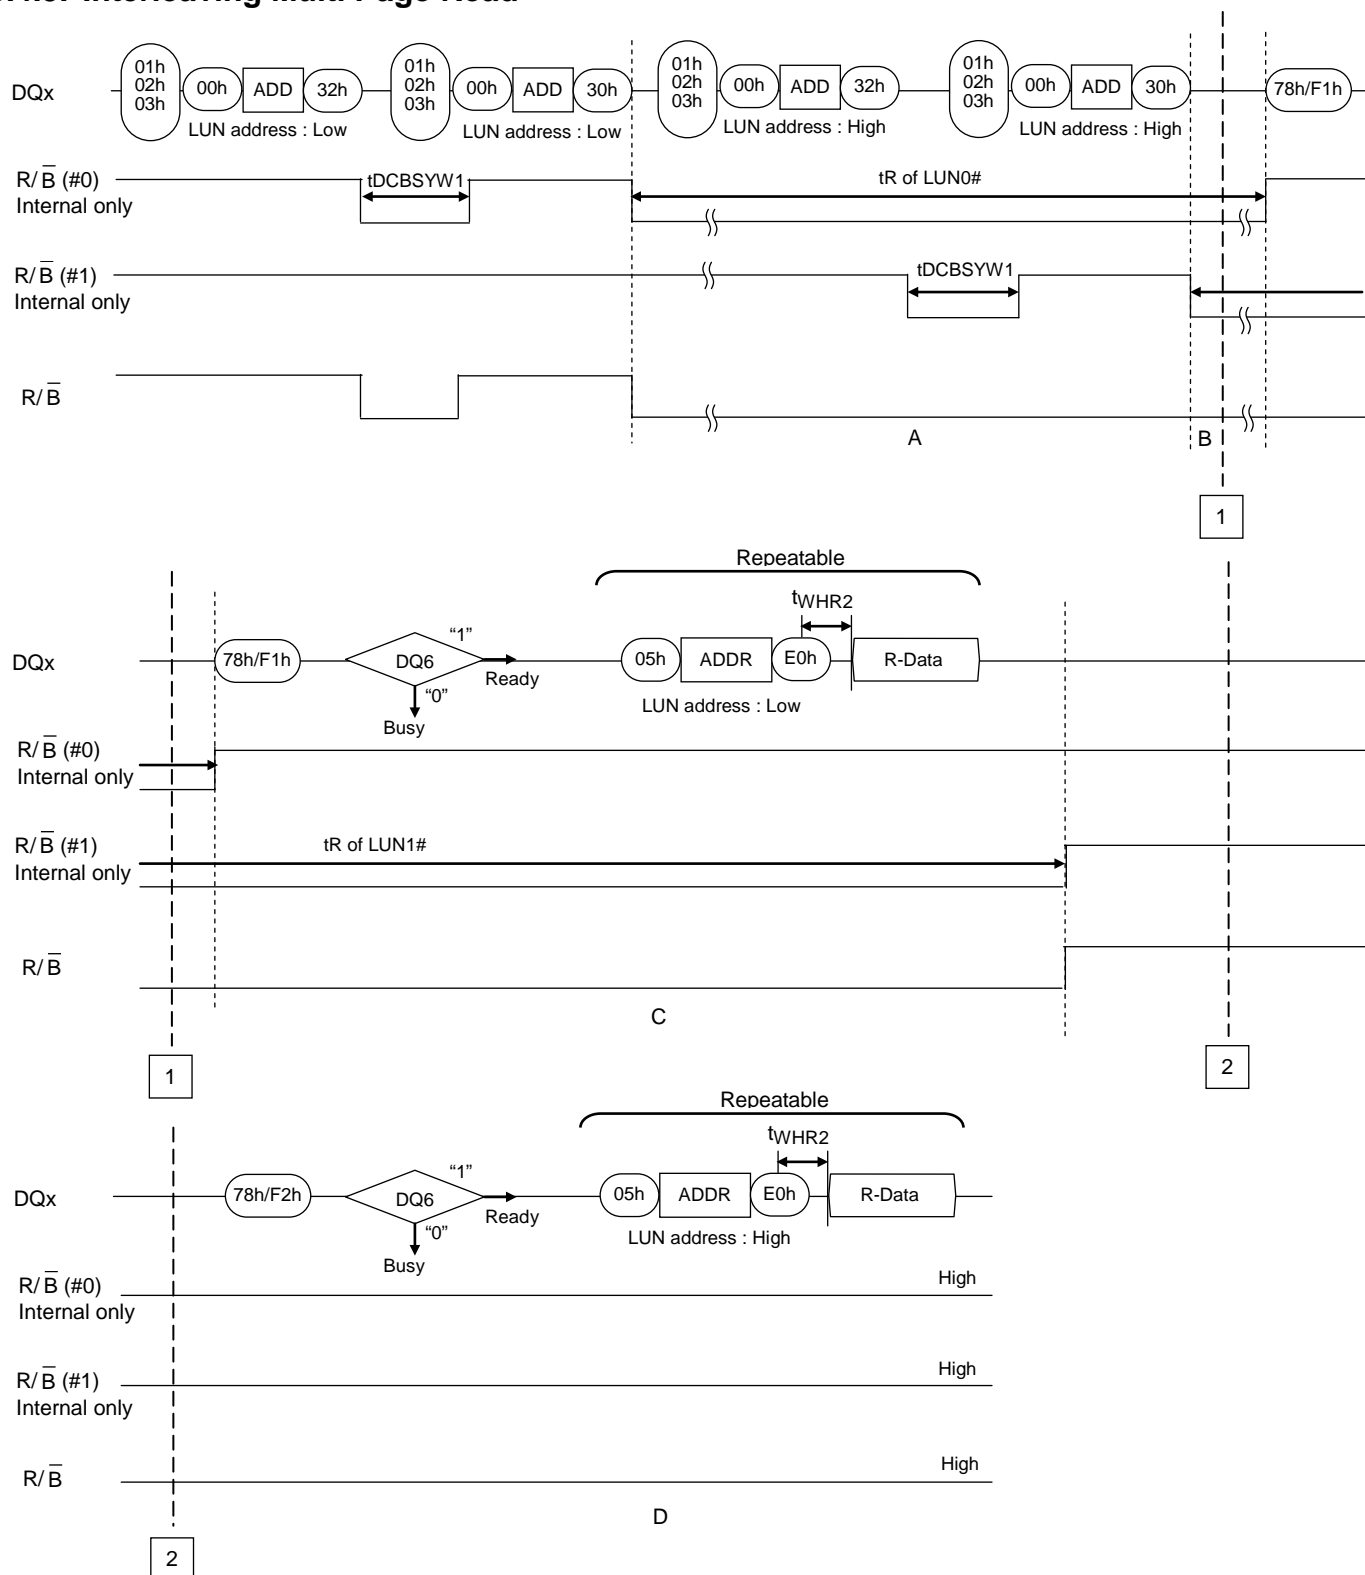 Interleaving Multi Page Read
DQx
01h
02h
03h
00h ADD 32h
LUN address : Low
01h
02h
03h
00h ADD 30h
LUN address : Low
01h
02h
03h
00h ADD 32h
LUN address : High
01h
02h
03h
00h ADD 30h
LUN address : High
78h/F1h
R/B̅ (#0)
Internal only
tDCBSYW1
tR of LUN0#
R/B̅ (#1)
Internal only
tDCBSYW1
R/B̅
A
B
1
Repeatable
tWHR2
DQx
78h/F1h
DQ6
"1"
Ready
"0"
Busy
05h ADDR E0h R-Data
LUN address : Low
R/B̅ (#0)
Internal only
R/B̅ (#1)
Internal only
tR of LUN1#
R/B̅
C
1
2
Repeatable
tWHR2
DQx
78h/F2h
DQ6
"1"
Ready
"0"
Busy
05h ADDR E0h R-Data
LUN address : High
R/B̅ (#0)
Internal only
High
R/B̅ (#1)
Internal only
High
R/B̅
High
D
2